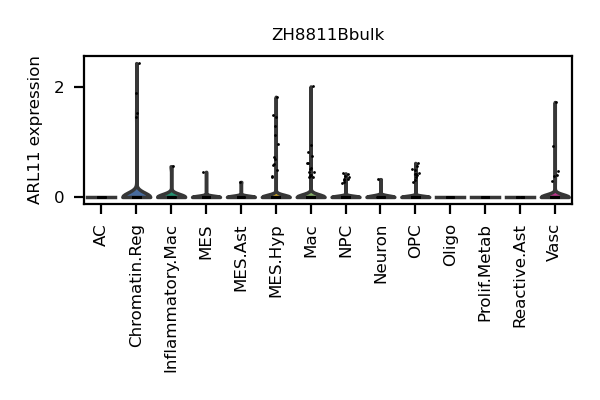 ZH8811Bbulk
ARL11 expression
2
0
AC
Chromatin.Reg
Inflammatory.Mac
MES
MES.Ast
MES.Hyp
Mac
NPC
Neuron
OPC
Oligo
Prolif.Metab
Reactive.Ast
Vasc